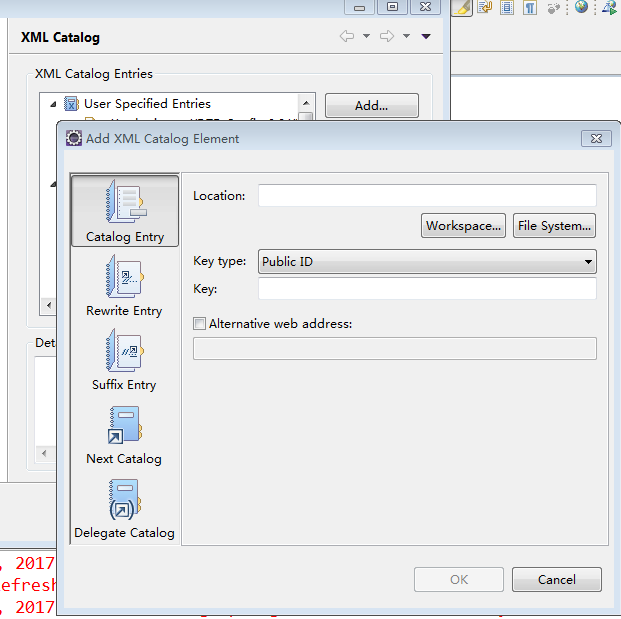 XML Catalog
XML Catalog Entries
User Specified Entries
Add...
Add XML Catalog Element
Catalog Entry
Rewrite Entry
Suffix Entry
Next Catalog
Delegate Catalog
Location:
Workspace...
File System...
Key type:
Public ID
Key:
Alternative web address:
Det
OK
Cancel
, 2017
efresh
, 2017